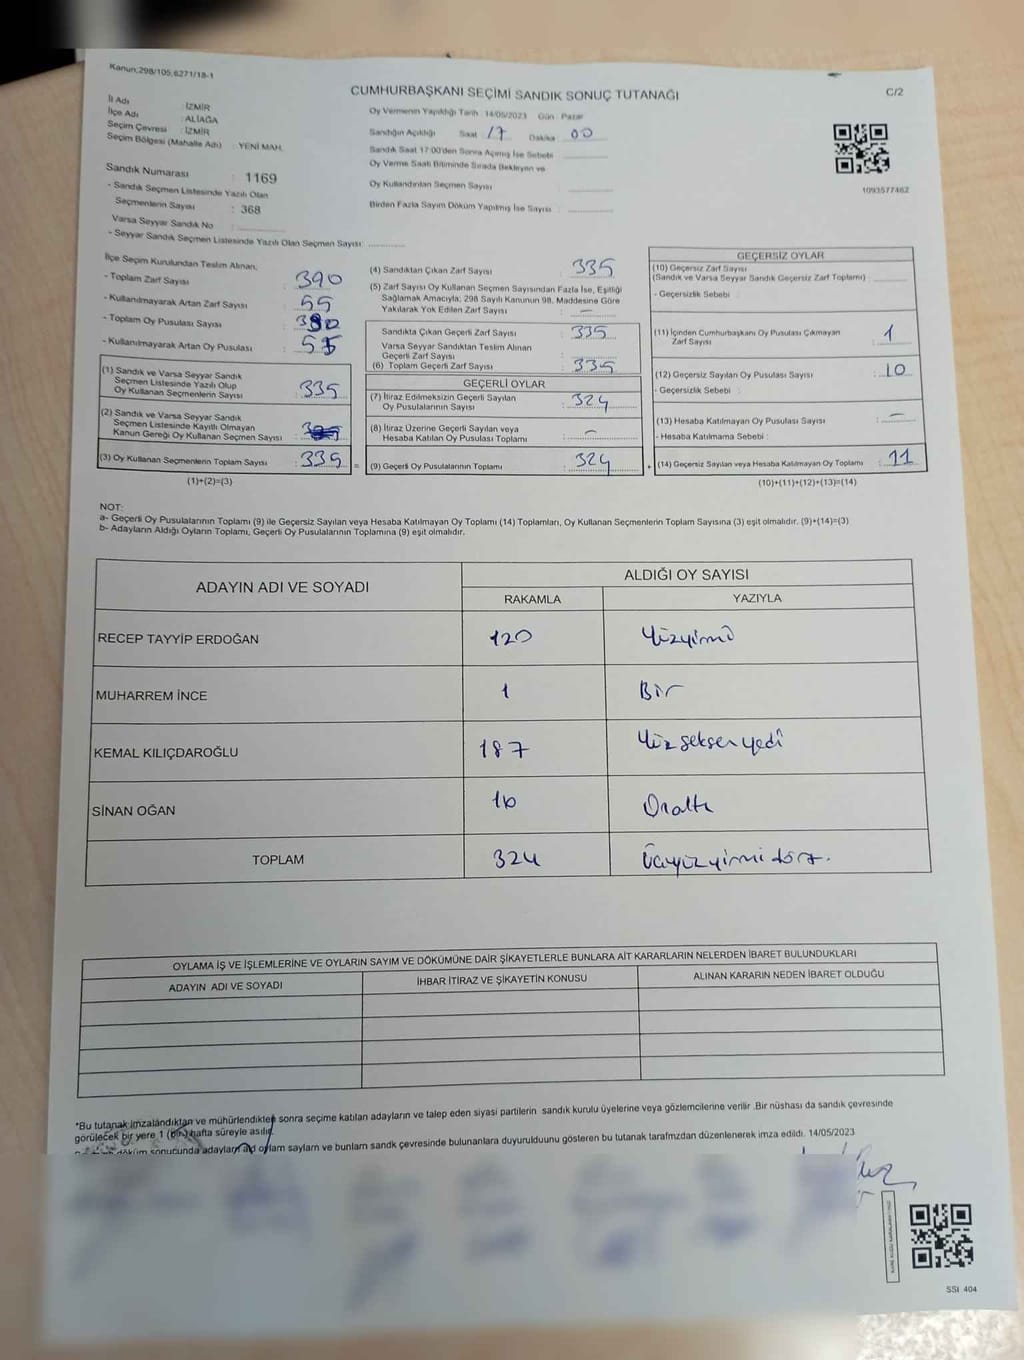 Kanun:298/105,6271/18-1
CUMHURBAŞKANI SEÇİMİ SANDIK SONUÇ TUTANAĞI
C/2
İl Adı : İZMİR
İlçe Adı : ALİAĞA
Seçim Çevresi : İZMİR
Seçim Bölgesi (Mahalle Adı) : YENİ MAH.
Oy Vermenin Yapıldığı Tarih 14/05/2023 Gün Pazar
Sandığın Açıldığı Saat 17 Dakika 00
Sandık Saat 17:00'den Sonra Açılmış İse Sebebi
Oy Verme Saati Bitiminde Sırada Bekleyen ve
Oy Kullandırılan Seçmen Sayısı
Birden Fazla Sayım Döküm Yapılmış İse Sayısı
1093577462
Sandık Numarası : 1169
- Sandık Seçmen Listesinde Yazılı Olan
Seçmenlerin Sayısı : 368
Varsa Seyyar Sandık No :
- Seyyar Sandık Seçmen Listesinde Yazılı Olan Seçmen Sayısı:
İlçe Seçim Kurulundan Teslim Alınan;
- Toplam Zarf Sayısı : 390
- Kullanılmayarak Artan Zarf Sayısı : 55
- Toplam Oy Pusulası Sayısı : 390
- Kullanılmayarak Artan Oy Pusulası : 55
(1) Sandık ve Varsa Seyyar Sandık
Seçmen Listesinde Yazılı Olup
Oy Kullanan Seçmenlerin Sayısı : 335
(2) Sandık ve Varsa Seyyar Sandık
Seçmen Listesinde Kayıtlı Olmayan
Kanun Gereği Oy Kullanan Seçmen Sayısı :
(3) Oy Kullanan Seçmenlerin Toplam Sayısı : 335
(1)+(2)=(3)
(4) Sandıktan Çıkan Zarf Sayısı : 335
(5) Zarf Sayısı Oy Kullanan Seçmen Sayısından Fazla İse, Eşitliği
Sağlamak Amacıyla; 298 Sayılı Kanunun 98. Maddesine Göre
Yakılarak Yok Edilen Zarf Sayısı : –
Sandıkta Çıkan Geçerli Zarf Sayısı : 335
Varsa Seyyar Sandıktan Teslim Alınan
Geçerli Zarf Sayısı :
(6) Toplam Geçerli Zarf Sayısı : 335
GEÇERLİ OYLAR
(7) İtiraz Edilmeksizin Geçerli Sayılan
Oy Pusulalarının Sayısı : 324
(8) İtiraz Üzerine Geçerli Sayılan veya
Hesaba Katılan Oy Pusulası Toplamı : –
= (9) Geçerli Oy Pusulalarının Toplamı : 324
GEÇERSİZ OYLAR
(10) Geçersiz Zarf Sayısı
(Sandık ve Varsa Seyyar Sandık Geçersiz Zarf Toplamı) :
- Geçersizlik Sebebi :
(11) İçinden Cumhurbaşkanı Oy Pusulası Çıkmayan
Zarf Sayısı : 1
(12) Geçersiz Sayılan Oy Pusulası Sayısı : 10
- Geçersizlik Sebebi :
(13) Hesaba Katılmayan Oy Pusulası Sayısı : –
- Hesaba Katılmama Sebebi :
+ (14) Geçersiz Sayılan veya Hesaba Katılmayan Oy Toplamı : 11
(10)+(11)+(12)+(13)=(14)
NOT:
a- Geçerli Oy Pusulalarının Toplamı (9) ile Geçersiz Sayılan veya Hesaba Katılmayan Oy Toplamı (14) Toplamları, Oy Kullanan Seçmenlerin Toplam Sayısına (3) eşit olmalıdır. (9)+(14)=(3)
b- Adayların Aldığı Oyların Toplamı, Geçerli Oy Pusulalarının Toplamına (9) eşit olmalıdır.
ADAYIN ADI VE SOYADI
ALDIĞI OY SAYISI
RAKAMLA YAZIYLA
RECEP TAYYİP ERDOĞAN 120 Yüzyirmi
MUHARREM İNCE 1 Bir
KEMAL KILIÇDAROĞLU 187 Yüz seksen yedi
SİNAN OĞAN 16 Onaltı
TOPLAM 324 Üçyüzyirmi dört.
OYLAMA İŞ VE İŞLEMLERİNE VE OYLARIN SAYIM VE DÖKÜMÜNE DAİR ŞİKAYETLERLE BUNLARA AİT KARARLARIN NELERDEN İBARET BULUNDUKLARI
ADAYIN ADI VE SOYADI
İHBAR İTİRAZ VE ŞİKAYETİN KONUSU
ALINAN KARARIN NEDEN İBARET OLDUĞU
*Bu tutanak imzalandıktan ve mühürlendikten sonra seçime katılan adayların ve talep eden siyasi partilerin sandık kurulu üyelerine veya gözlemcilerine verilir .Bir nüshası da sandık çevresinde
görülecek bir yere 1 (bir) hafta süreyle asılır.
döküm sonucunda adayların adı oyların sayıların ve bunların sandık çevresinde bulunanlara duyurulduunu gösteren bu tutanak tarafmzdan düzenlenerek imza edildi. 14/05/2023
SSI 404